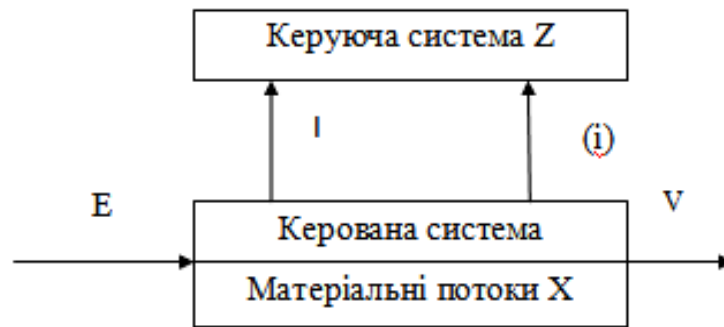 Керуюча система Z
I
(i)
E
V
Керована система
Матеріальні потоки X